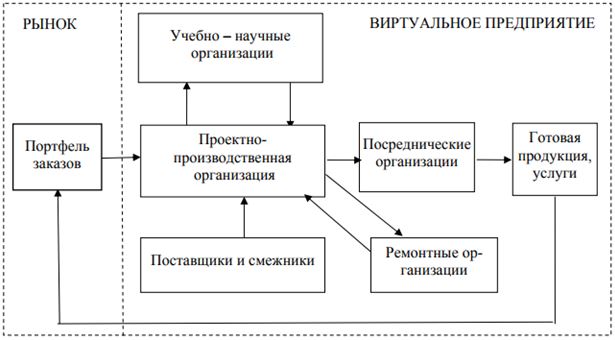 РЫНОК
ВИРТУАЛЬНОЕ ПРЕДПРИЯТИЕ
Учебно – научные
организации
Портфель
заказов
Проектно-
производственная
организация
Посреднические
организации
Готовая
продукция,
услуги
Поставщики и смежники
Ремонтные ор-
ганизации